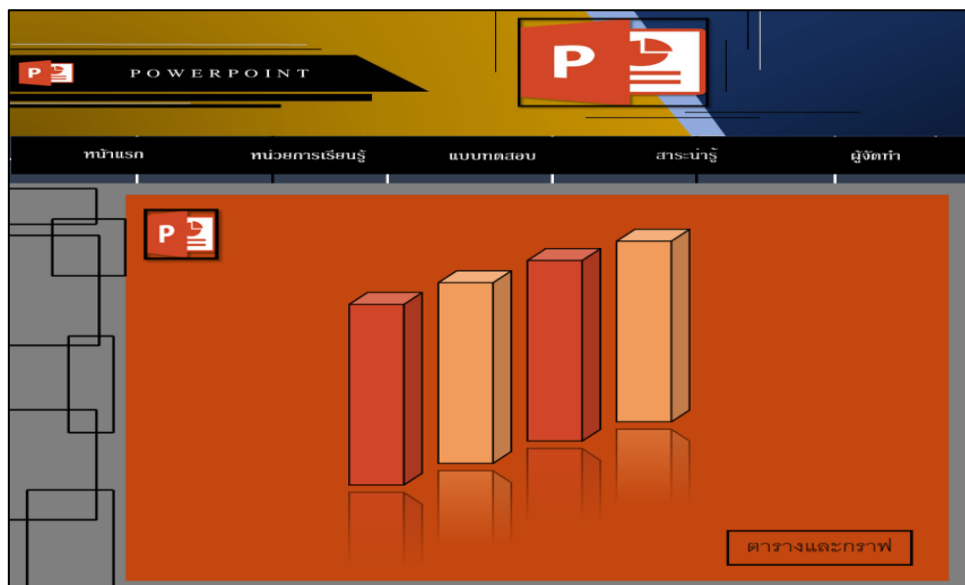 P
P POWERPOINT
หน้าแรก หน่วยการเรียนรู้ แบบทดสอบ สาระน่ารู้ ผู้จัดทำ
P
ตารางและกราฟ